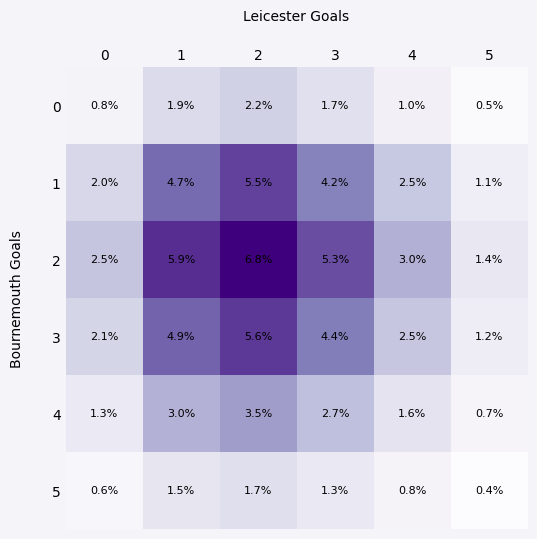 Leicester Goals
0 1 2 3 4 5
0 0.8% 1.9% 2.2% 1.7% 1.0% 0.5%
1 2.0% 4.7% 5.5% 4.2% 2.5% 1.1%
2 2.5% 5.9% 6.8% 5.3% 3.0% 1.4%
3 2.1% 4.9% 5.6% 4.4% 2.5% 1.2%
4 1.3% 3.0% 3.5% 2.7% 1.6% 0.7%
5 0.6% 1.5% 1.7% 1.3% 0.8% 0.4%
Bournemouth Goals